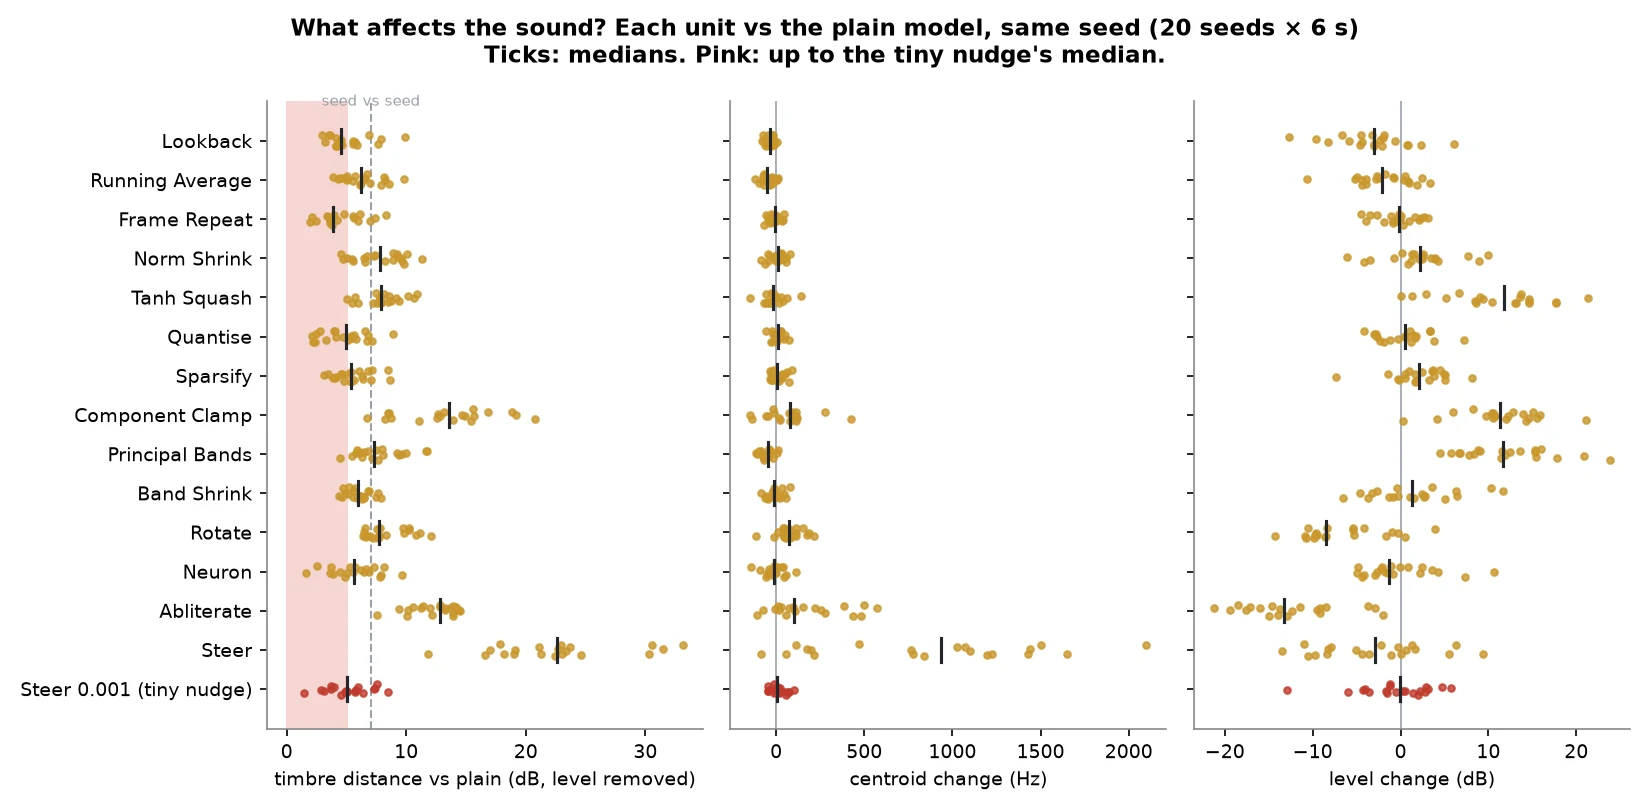 What affects the sound? Each unit vs the plain model, same seed (20 seeds × 6 s)
Ticks: medians. Pink: up to the tiny nudge's median.
seed vs seed
Lookback
Running Average
Frame Repeat
Norm Shrink
Tanh Squash
Quantise
Sparsify
Component Clamp
Principal Bands
Band Shrink
Rotate
Neuron
Abliterate
Steer
Steer 0.001 (tiny nudge)
0 10 20 30
timbre distance vs plain (dB, level removed)
0 500 1000 1500 2000
centroid change (Hz)
−20 −10 0 10 20
level change (dB)